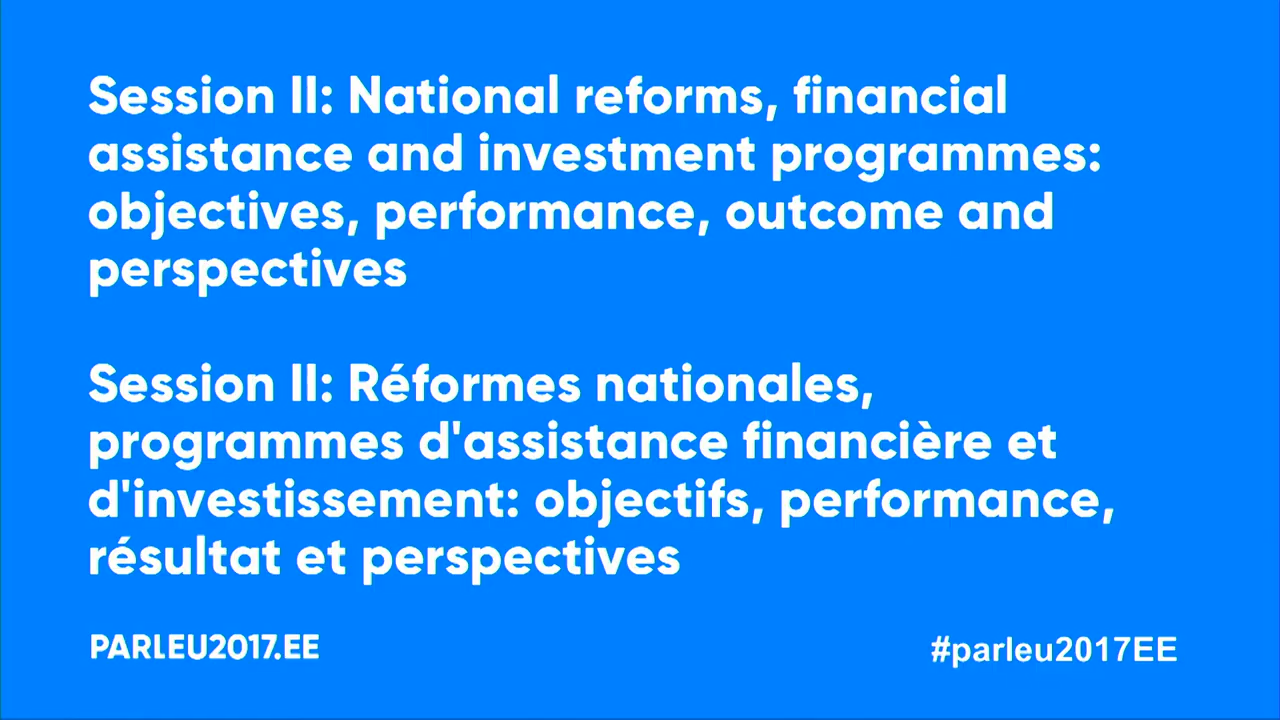 Session II: National reforms, financial
assistance and investment programmes:
objectives, performance, outcome and
perspectives
Session II: Réformes nationales,
programmes d'assistance financière et
d'investissement: objectifs, performance,
résultat et perspectives
PARLEU2017.EE
#parleu2017EE